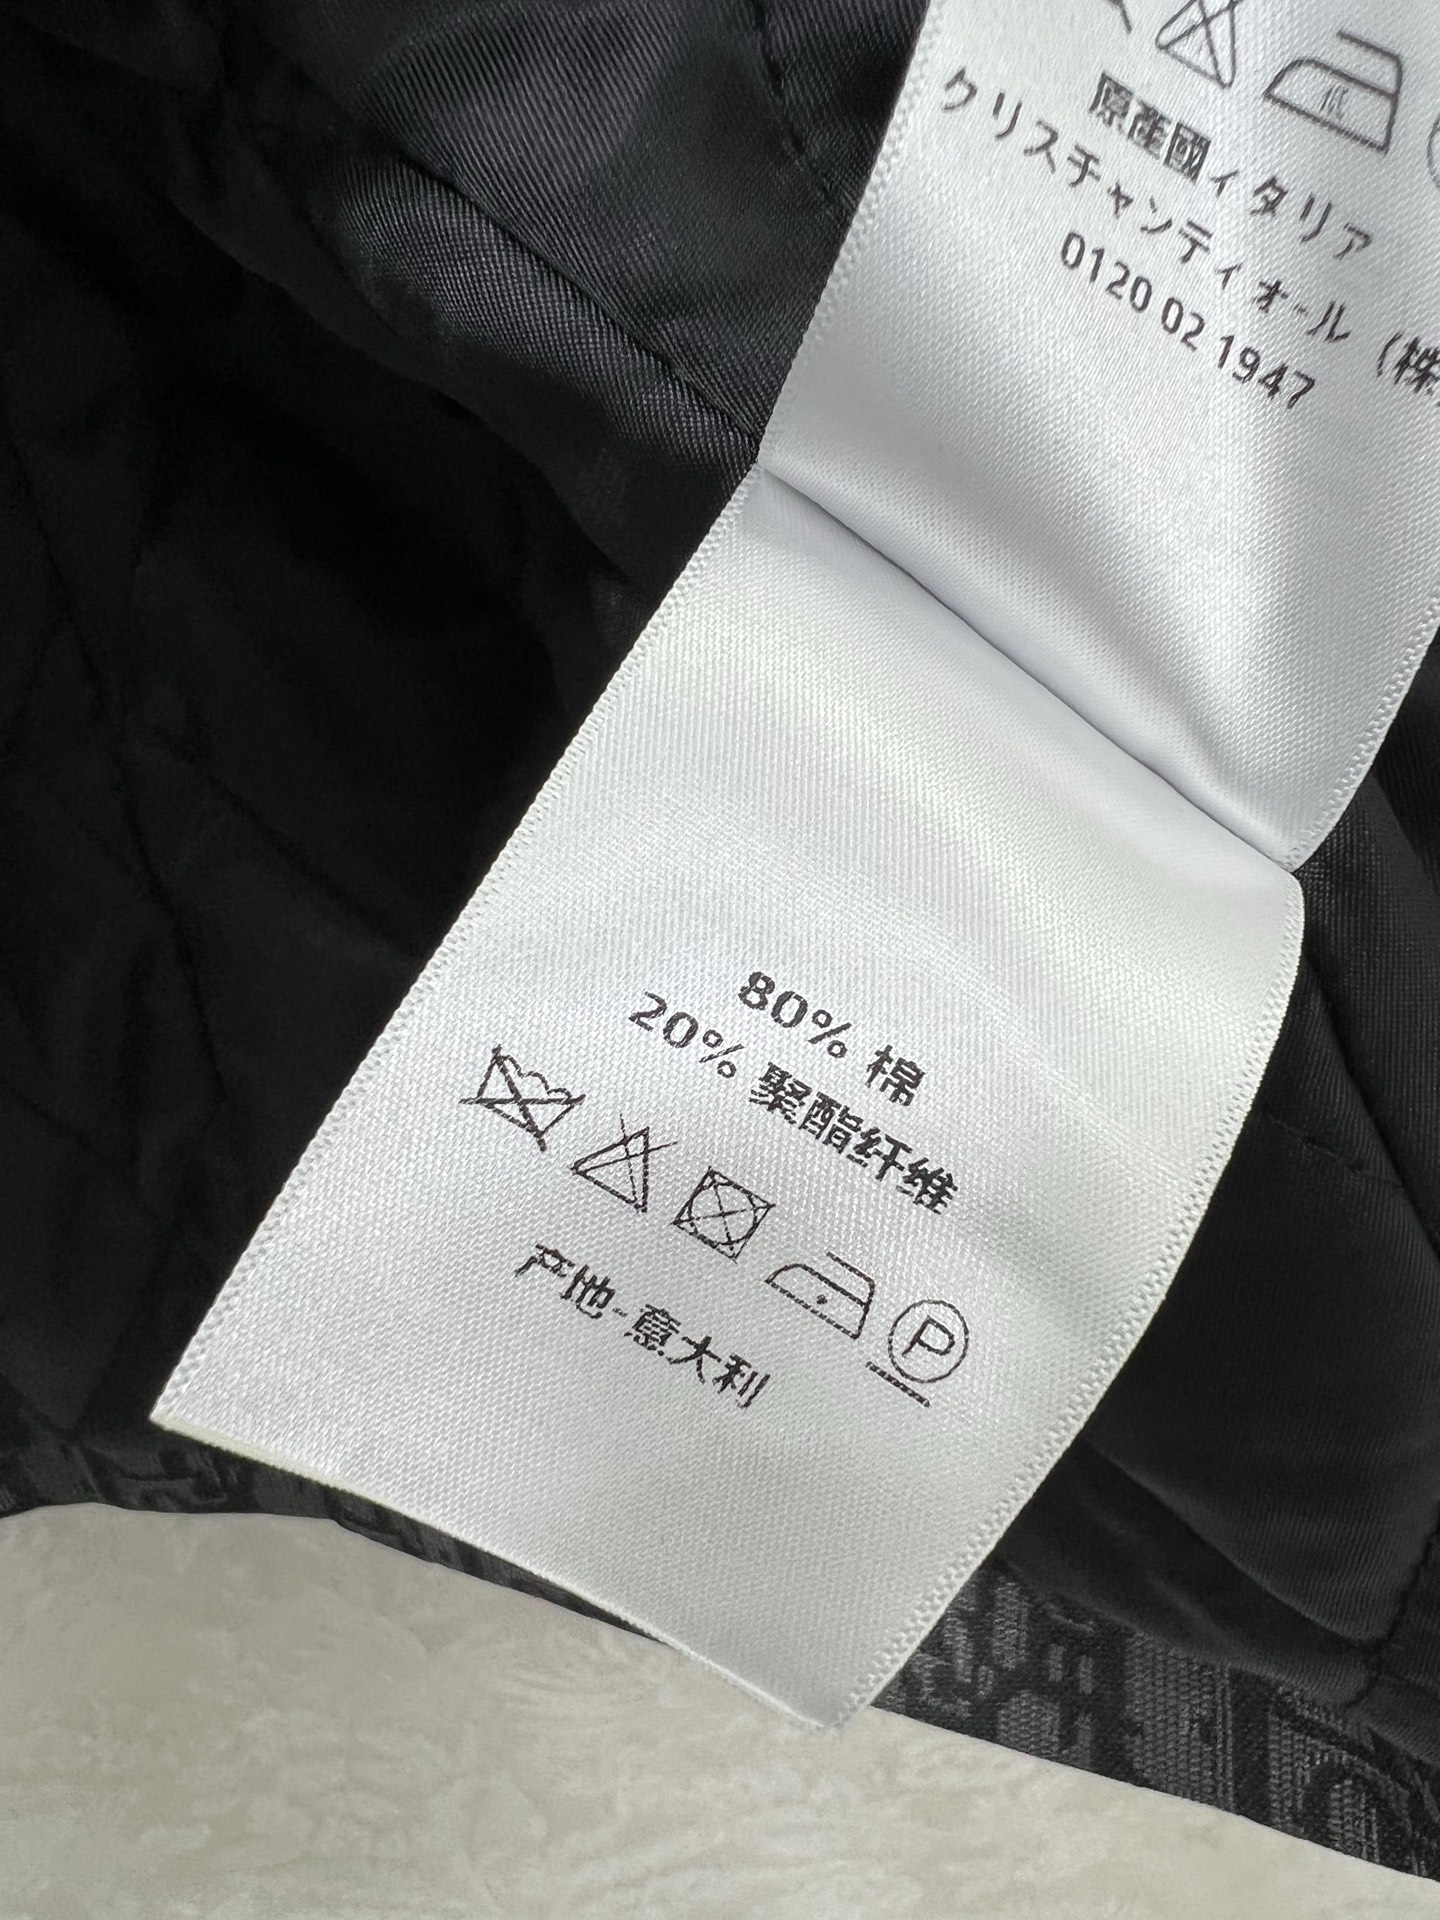 原產國イタリア
クリスチャンディオール (株
0120 02 1947
80% 棉
20% 聚酯纤维
P
产地-意大利